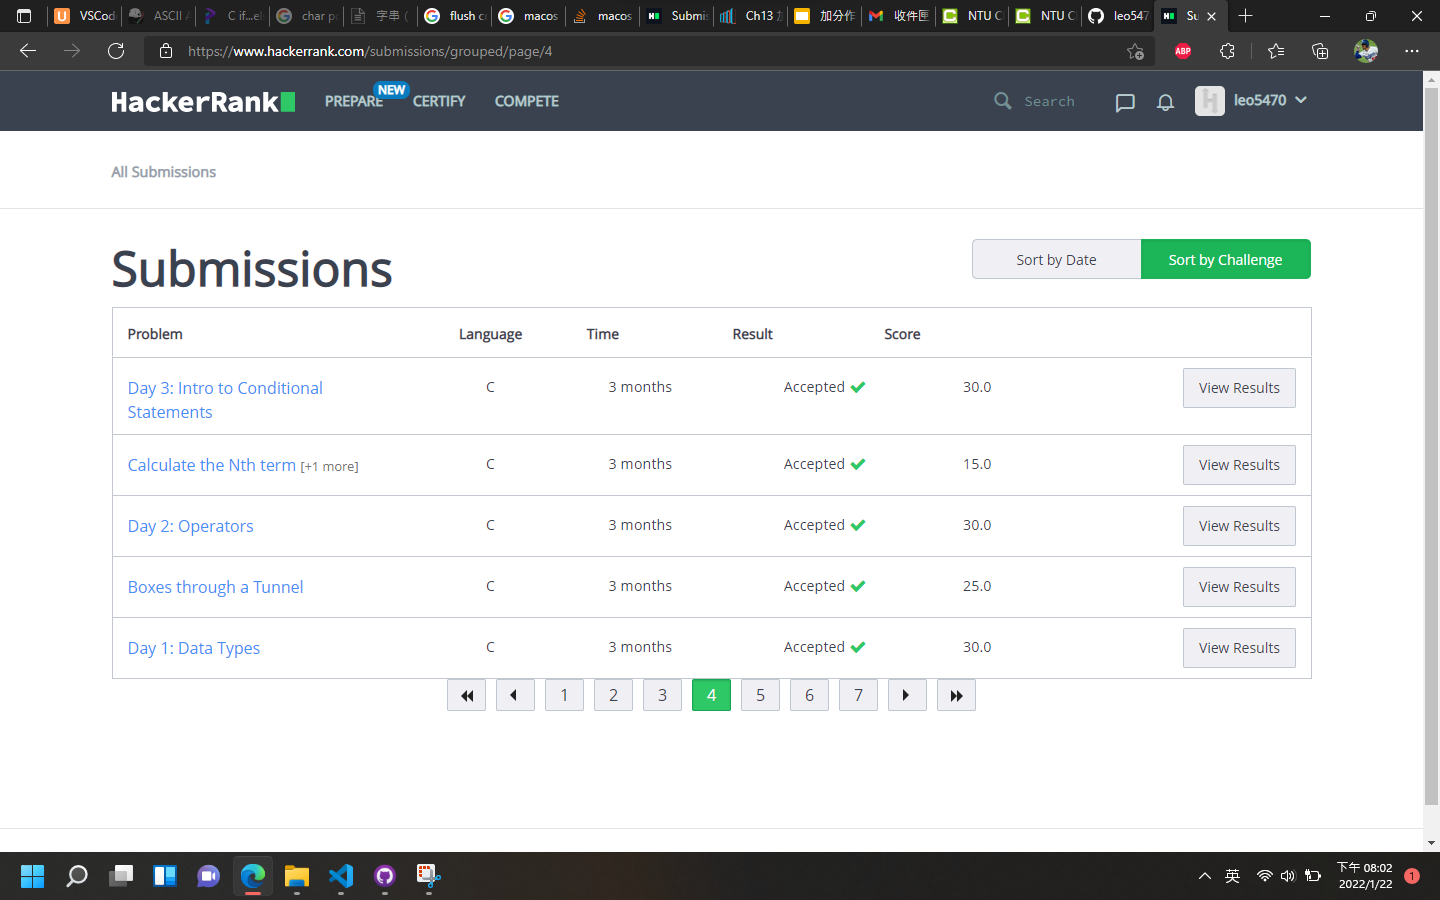 VSCod
ASCII
C if...el
char p
字串 (
flush c
macos
macos
Submis
Ch13
加分作
收件匣
NTU C
NTU C
leo547
Su
https://www.hackerrank.com/submissions/grouped/page/4
ABP
HackerRank
PREPARE
NEW
CERTIFY
COMPETE
Search
leo5470
All Submissions
Submissions
Sort by Date
Sort by Challenge
Problem Language Time Result Score
Day 3: Intro to Conditional
Statements
C 3 months Accepted 30.0 View Results
Calculate the Nth term [+1 more] C 3 months Accepted 15.0 View Results
Day 2: Operators C 3 months Accepted 30.0 View Results
Boxes through a Tunnel C 3 months Accepted 25.0 View Results
Day 1: Data Types C 3 months Accepted 30.0 View Results
1 2 3 4 5 6 7
英
下午 08:02
2022/1/22
1